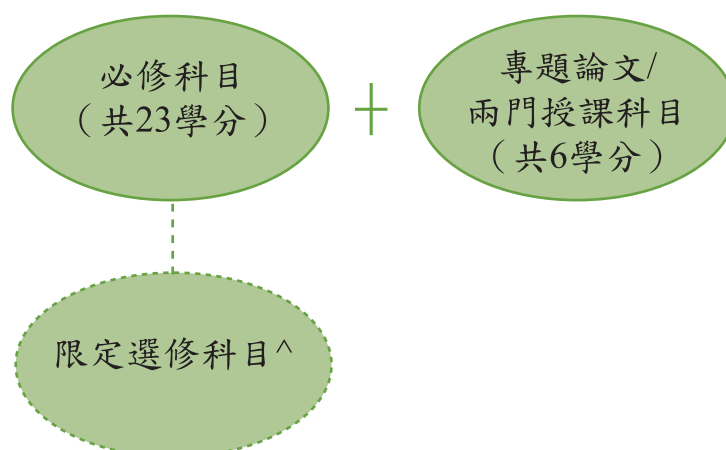 必修科目
（共23學分）
+
專題論文/
兩門授課科目
（共6學分）
限定選修科目^